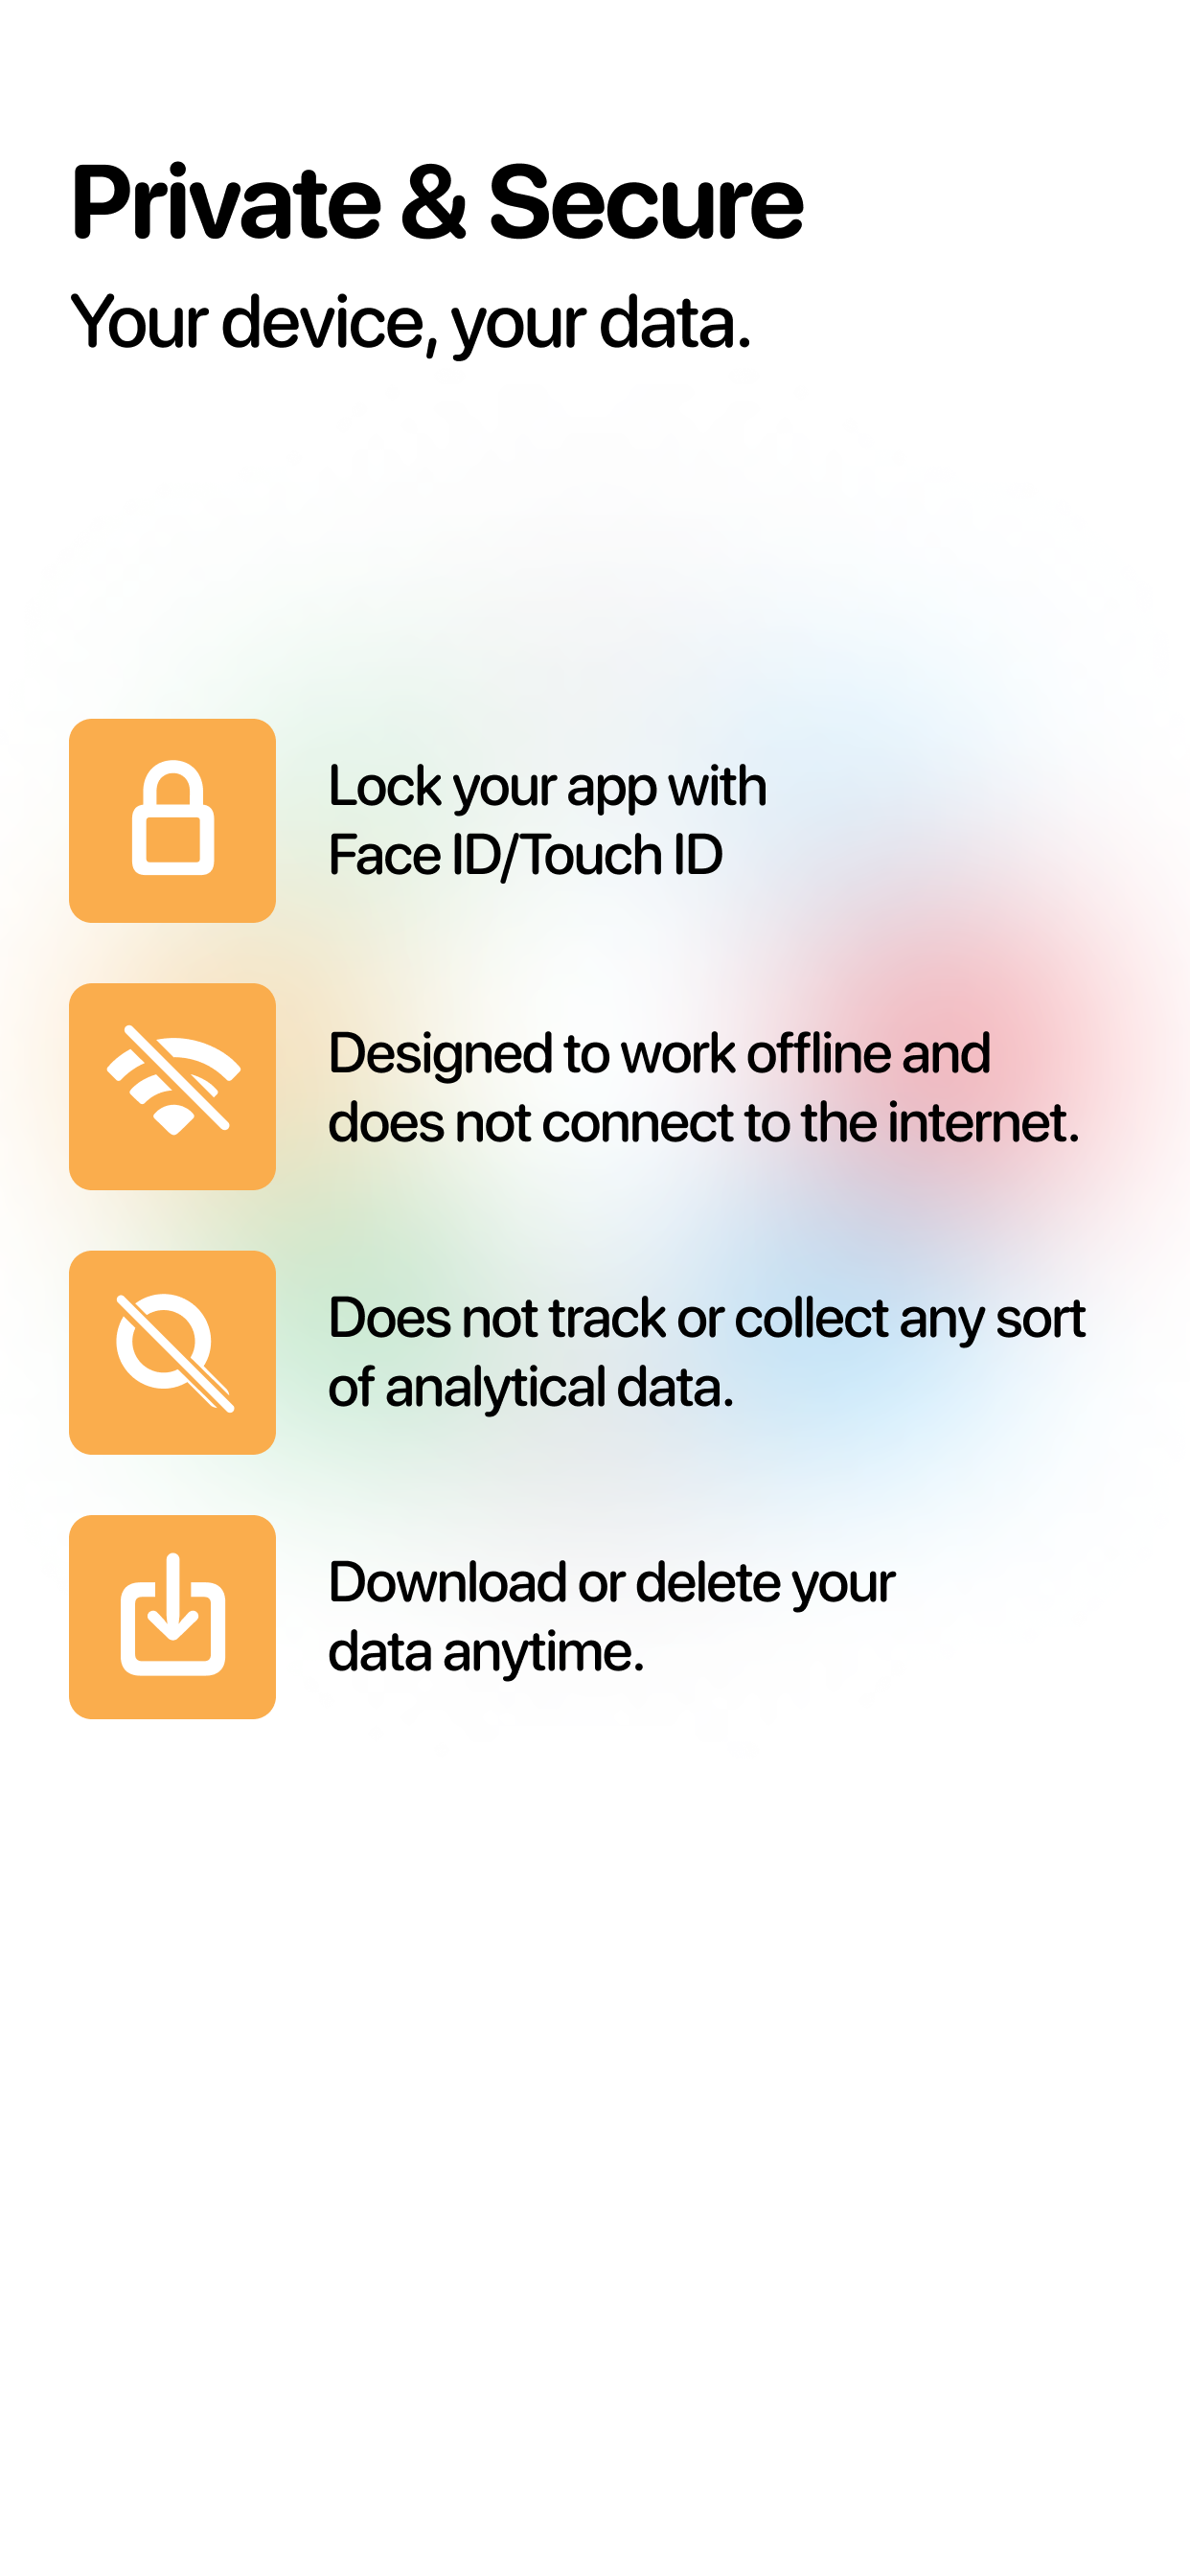 Private & Secure
Your device, your data.
Lock your app with
Face ID/Touch ID
Designed to work offline and
does not connect to the internet.
Does not track or collect any sort
of analytical data.
Download or delete your
data anytime.